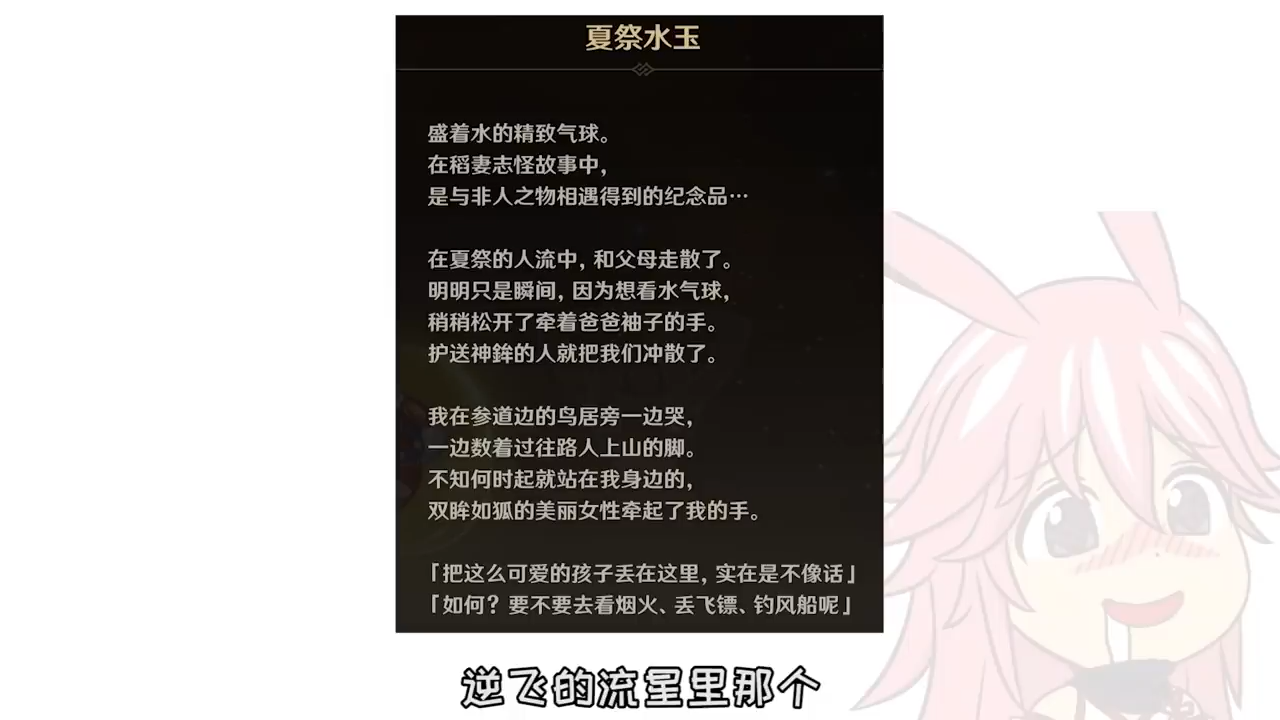 夏祭水玉
盛着水的精致气球。
在稻妻志怪故事中，
是与非人之物相遇得到的纪念品…
在夏祭的人流中，和父母走散了。
明明只是瞬间，因为想看水气球，
稍稍松开了牵着爸爸袖子的手。
护送神鉾的人就把我们冲散了。
我在参道边的鸟居旁一边哭，
一边数着过往路人上山的脚。
不知何时起就站在我身边的，
双眸如狐的美丽女性牵起了我的手。
「把这么可爱的孩子丢在这里，实在是不像话」
「如何？要不要去看烟火、丢飞镖、钓风船呢」
逆飞的流星里那个